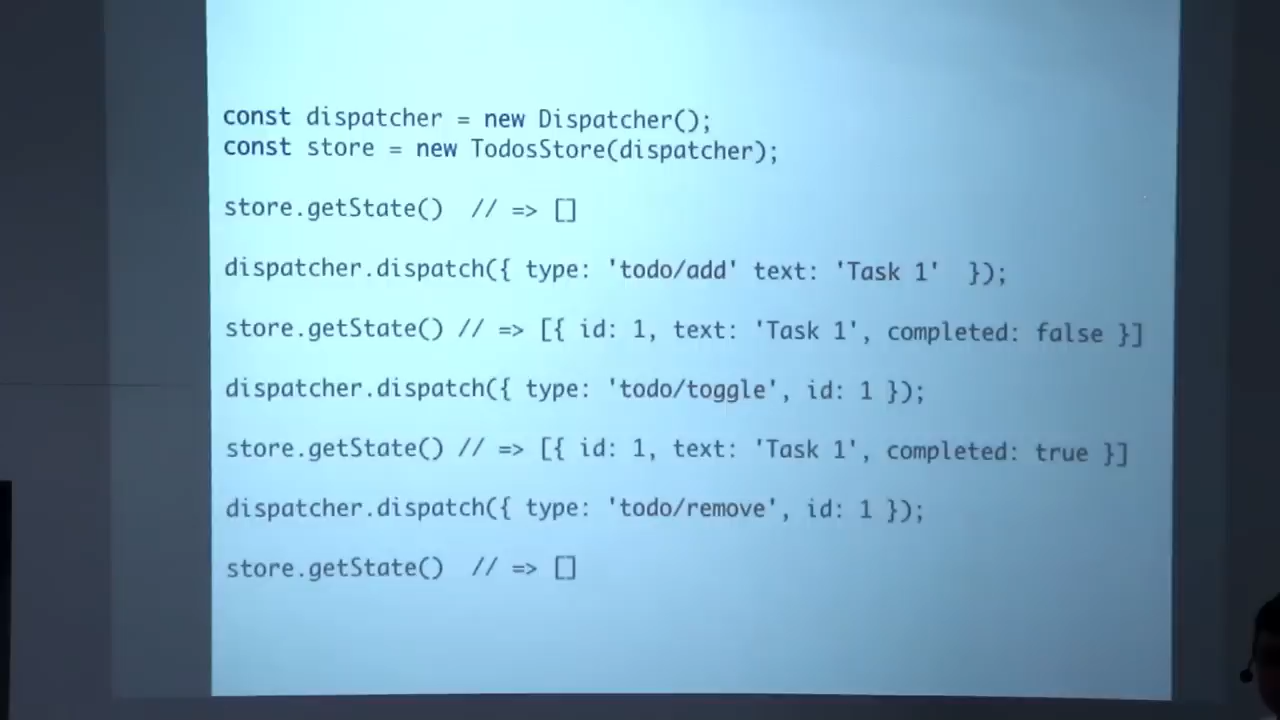 const dispatcher = new Dispatcher();
const store = new TodosStore(dispatcher);
store.getState()  // => []
dispatcher.dispatch({ type: 'todo/add' text: 'Task 1'  });
store.getState() // => [{ id: 1, text: 'Task 1', completed: false }]
dispatcher.dispatch({ type: 'todo/toggle', id: 1 });
store.getState() // => [{ id: 1, text: 'Task 1', completed: true }]
dispatcher.dispatch({ type: 'todo/remove', id: 1 });
store.getState()  // => []